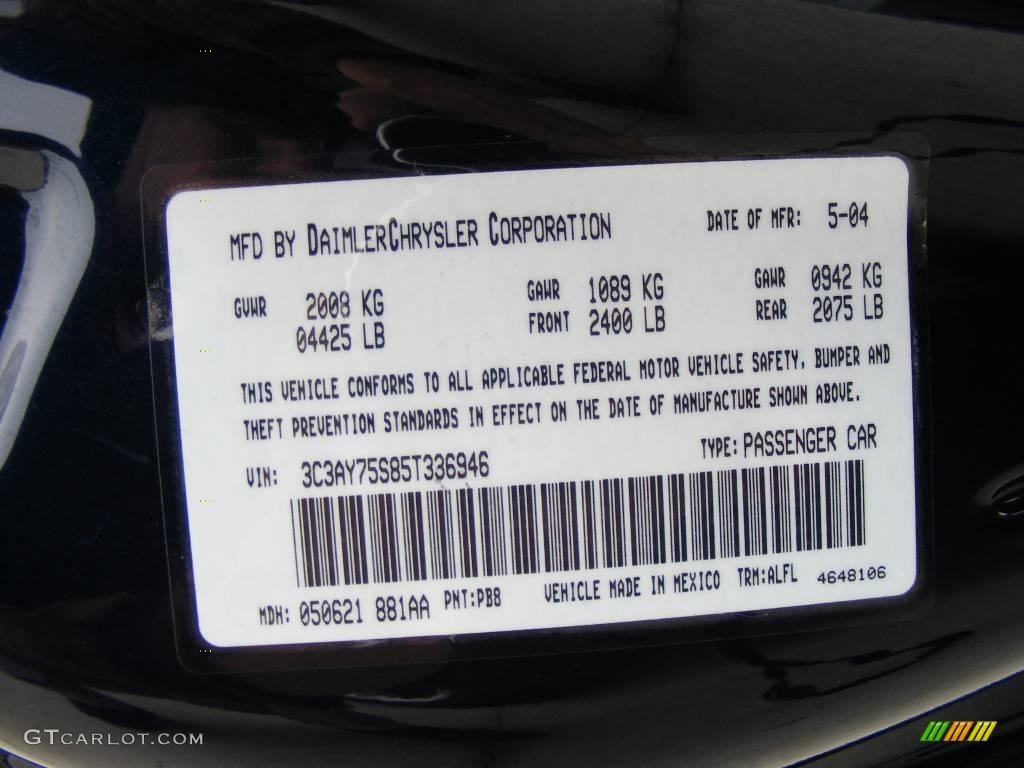 MFD BY DAIMLERCHRYSLER CORPORATION DATE OF MFR: 5-04
GVWR 2008 KG GAWR 1089 KG GAWR 0942 KG
04425 LB FRONT 2400 LB REAR 2075 LB
THIS VEHICLE CONFORMS TO ALL APPLICABLE FEDERAL MOTOR VEHICLE SAFETY, BUMPER AND
THEFT PREVENTION STANDARDS IN EFFECT ON THE DATE OF MANUFACTURE SHOWN ABOVE.
VIN: 3C3AY75S85T336946 TYPE: PASSENGER CAR
MDH: 050621 881AA PNT:PB8 VEHICLE MADE IN MEXICO TRM:ALFL 4648106
GTCARLOT.COM